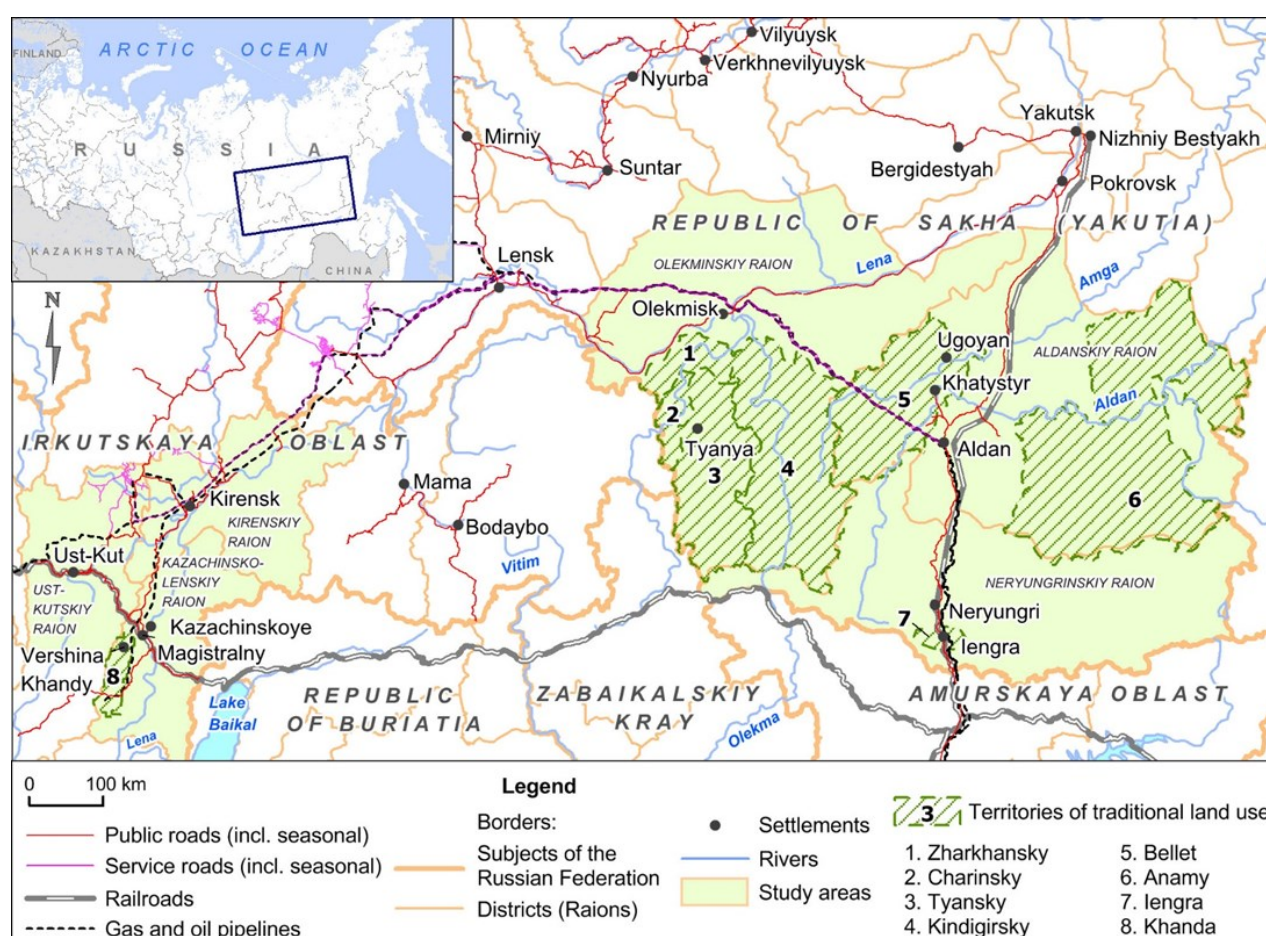 ARCTIC OCEAN
FINLAND
RUSSIA
KAZAKHSTAN
CHINA
N
Vilyuysk
Verkhnevilyuysk
Nyurba
Mirniy
Suntar
Yakutsk
Nizhniy Bestyakh
Bergidestyah
Pokrovsk
REPUBLIC OF SAKHA (YAKUTIA)
OLEKMINSKIY RAION
Lena
Amga
Lensk
Olekmisk
1
Ugoyan
ALDANSKIY RAION
Khatystyr
5
Aldan
2
Tyanya
3
4
Aldan
6
IRKUTSKAYA OBLAST
Mama
Kirensk
KIRENSKIY
RAION
Bodaybo
Vitim
Ust-Kut
KAZACHINSKO-
LENSKIY
RAION
UST-
KUTSKIY
RAION
NERYUNGRINSKIY RAION
Neryungri
7
Iengra
Kazachinskoye
Magistralny
Vershina
Khandy
8
Lake
Baikal
Lena
REPUBLIC
OF BURIATIA
ZABAIKALSKIY
KRAY
Olekma
AMURSKAYA OBLAST
0 100 km
Public roads (incl. seasonal)
Service roads (incl. seasonal)
Railroads
Gas and oil pipelines
Legend
Borders:
Subjects of the
Russian Federation
Districts (Raions)
Settlements
Rivers
Study areas
3 Territories of traditional land use
1. Zharkhansky
2. Charinsky
3. Tyansky
4. Kindigirsky
5. Bellet
6. Anamy
7. Iengra
8. Khanda